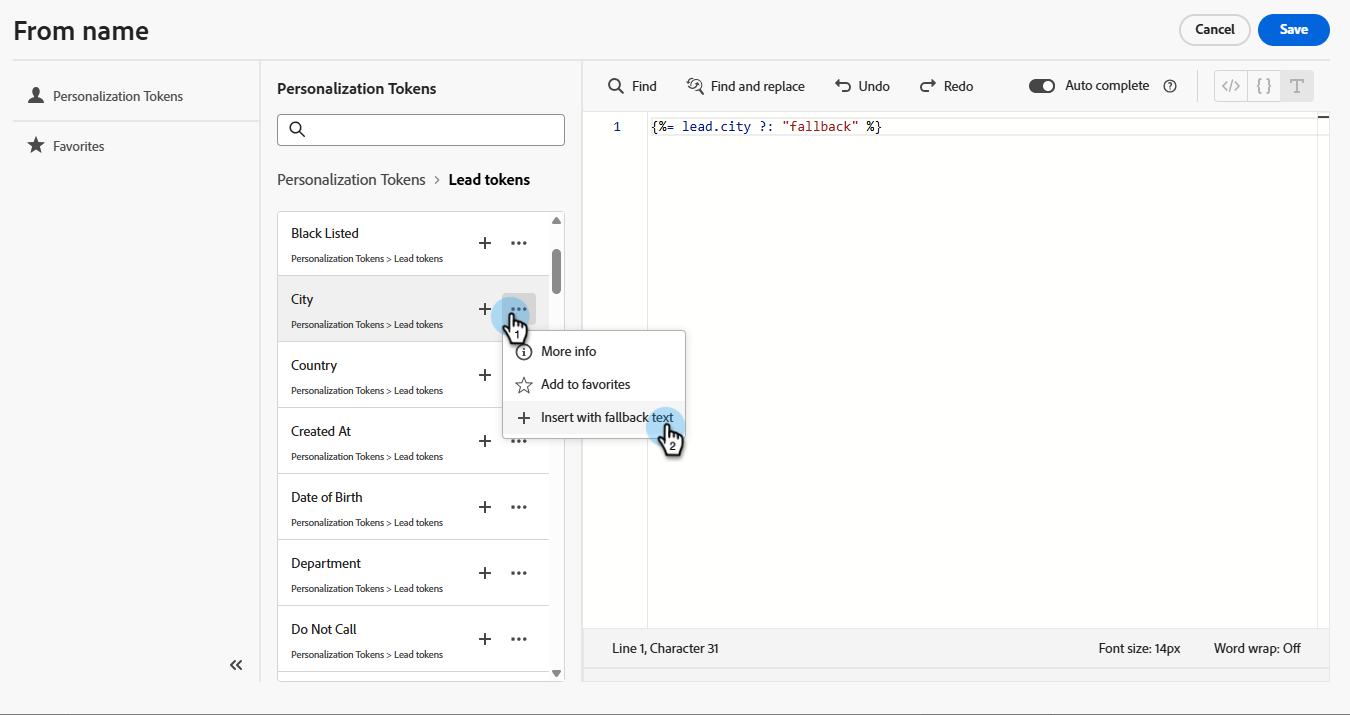 From name
Cancel
Save
Personalization Tokens
Favorites
Personalization Tokens
Personalization Tokens > Lead tokens
Black Listed
Personalization Tokens > Lead tokens
City
Personalization Tokens > Lead tokens
Country
Personalization Tokens > Lead tokens
Created At
Personalization Tokens > Lead tokens
Date of Birth
Personalization Tokens > Lead tokens
Department
Personalization Tokens > Lead tokens
Do Not Call
Personalization Tokens > Lead tokens
1
More info
Add to favorites
Insert with fallback text
2
Find
Find and replace
Undo
Redo
Auto complete
</>
{ }
T
1 {%= lead.city ?: "fallback" %}
Line 1, Character 31
Font size: 14px
Word wrap: Off